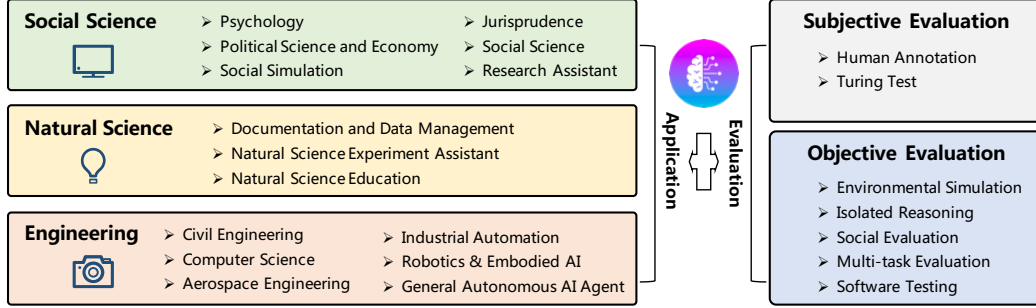 Social Science
➢ Psychology
➢ Political Science and Economy
➢ Social Simulation
➢ Jurisprudence
➢ Social Science
➢ Research Assistant
Natural Science
➢ Documentation and Data Management
➢ Natural Science Experiment Assistant
➢ Natural Science Education
Engineering
➢ Civil Engineering
➢ Computer Science
➢ Aerospace Engineering
➢ Industrial Automation
➢ Robotics & Embodied AI
➢ General Autonomous AI Agent
Application
Evaluation
Subjective Evaluation
➢ Human Annotation
➢ Turing Test
Objective Evaluation
➢ Environmental Simulation
➢ Isolated Reasoning
➢ Social Evaluation
➢ Multi-task Evaluation
➢ Software Testing